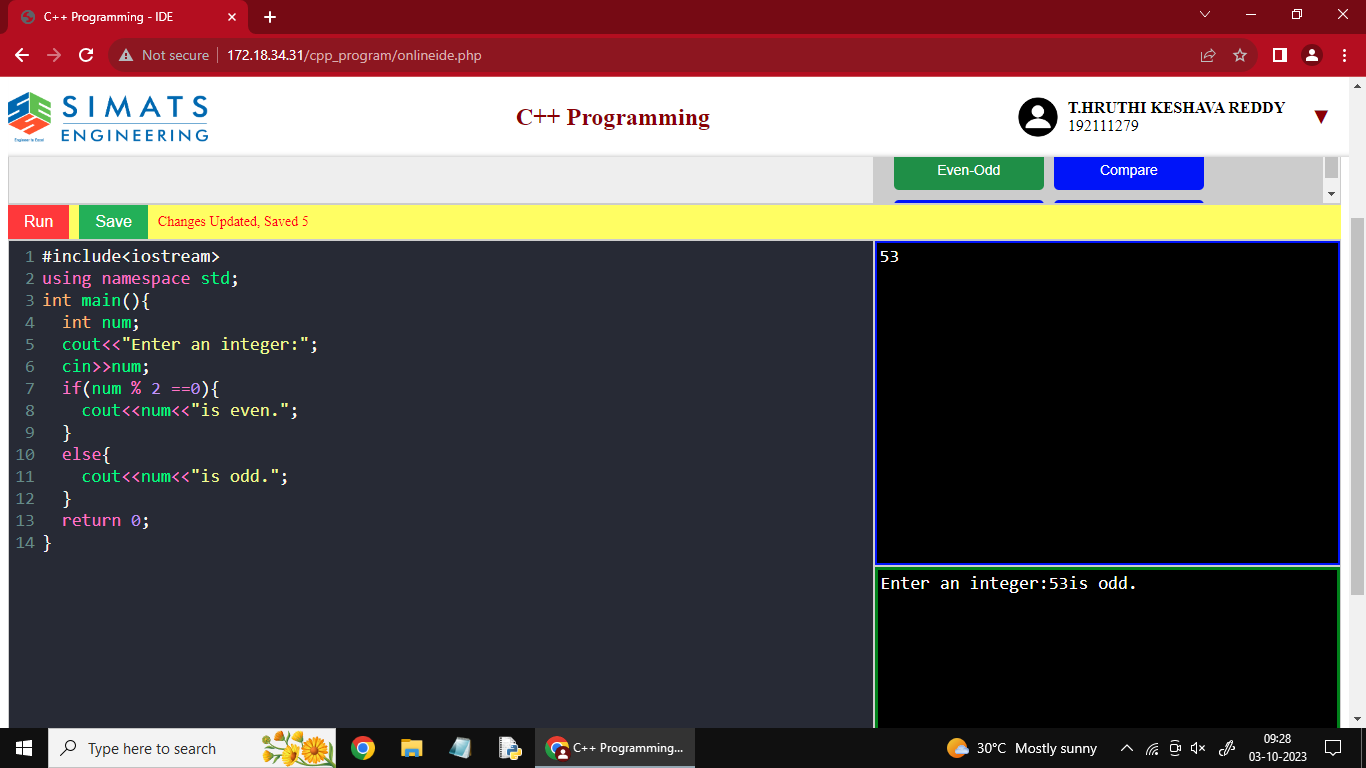 C++ Programming - IDE
Not secure 172.18.34.31/cpp_program/onlineide.php
SIMATS
ENGINEERING
Engineer to Excel
C++ Programming
T.HRUTHI KESHAVA REDDY
192111279
Even-Odd Compare
Run Save Changes Updated, Saved 5
1 #include<iostream>
2 using namespace std;
3 int main(){
4 int num;
5 cout<<"Enter an integer:";
6 cin>>num;
7 if(num % 2 ==0){
8 cout<<num<<"is even.";
9 }
10 else{
11 cout<<num<<"is odd.";
12 }
13 return 0;
14 }
53
Enter an integer:53is odd.
Type here to search
C++ Programming...
30°C Mostly sunny
09:28
03-10-2023